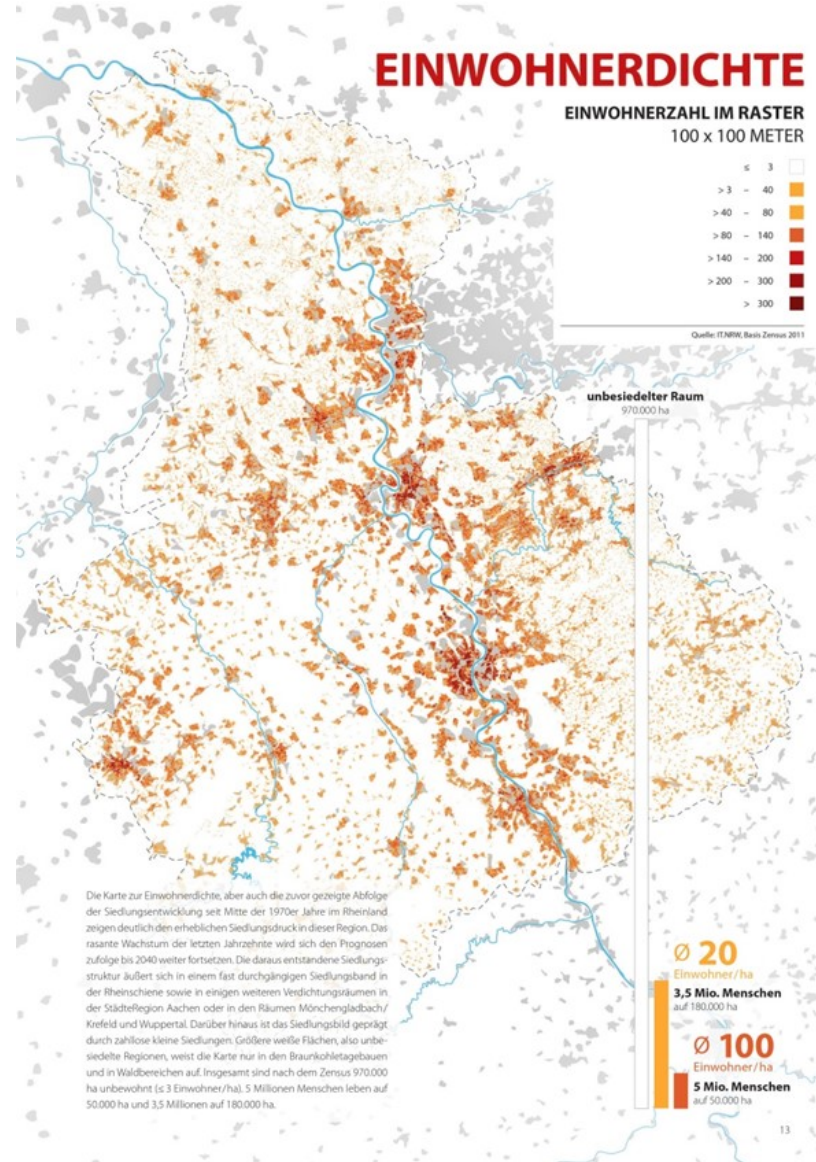 EINWOHNERDICHTE
EINWOHNERZAHL IM RASTER
100 x 100 METER
≤ 3
> 3 – 40
> 40 – 80
> 80 – 140
> 140 – 200
> 200 – 300
> 300
Quelle: IT.NRW, Basis Zensus 2011
unbesiedelter Raum
970.000 ha
Die Karte zur Einwohnerdichte, aber auch die zuvor gezeigte Abfolge
der Siedlungsentwicklung seit Mitte der 1970er Jahre im Rheinland
zeigen deutlich den erheblichen Siedlungsdruck in dieser Region. Das
rasante Wachstum der letzten Jahrzehnte wird sich den Prognosen
zufolge bis 2040 weiter fortsetzen. Die daraus entstandene Siedlungs-
struktur äußert sich in einem fast durchgängigen Siedlungsband in
der Rheinschiene sowie in einigen weiteren Verdichtungsräumen in
der StädteRegion Aachen oder in den Räumen Mönchengladbach/
Krefeld und Wuppertal. Darüber hinaus ist das Siedlungsbild geprägt
durch zahllose kleine Siedlungen. Größere weiße Flächen, also unbe-
siedelte Regionen, weist die Karte nur in den Braunkohletagebauen
und in Waldbereichen auf. Insgesamt sind nach dem Zensus 970.000
ha unbewohnt (≤ 3 Einwohner/ha). 5 Millionen Menschen leben auf
50.000 ha und 3,5 Millionen auf 180.000 ha.
Ø 20
Einwohner/ha
3,5 Mio. Menschen
auf 180.000 ha
Ø 100
Einwohner/ha
5 Mio. Menschen
auf 50.000 ha
13